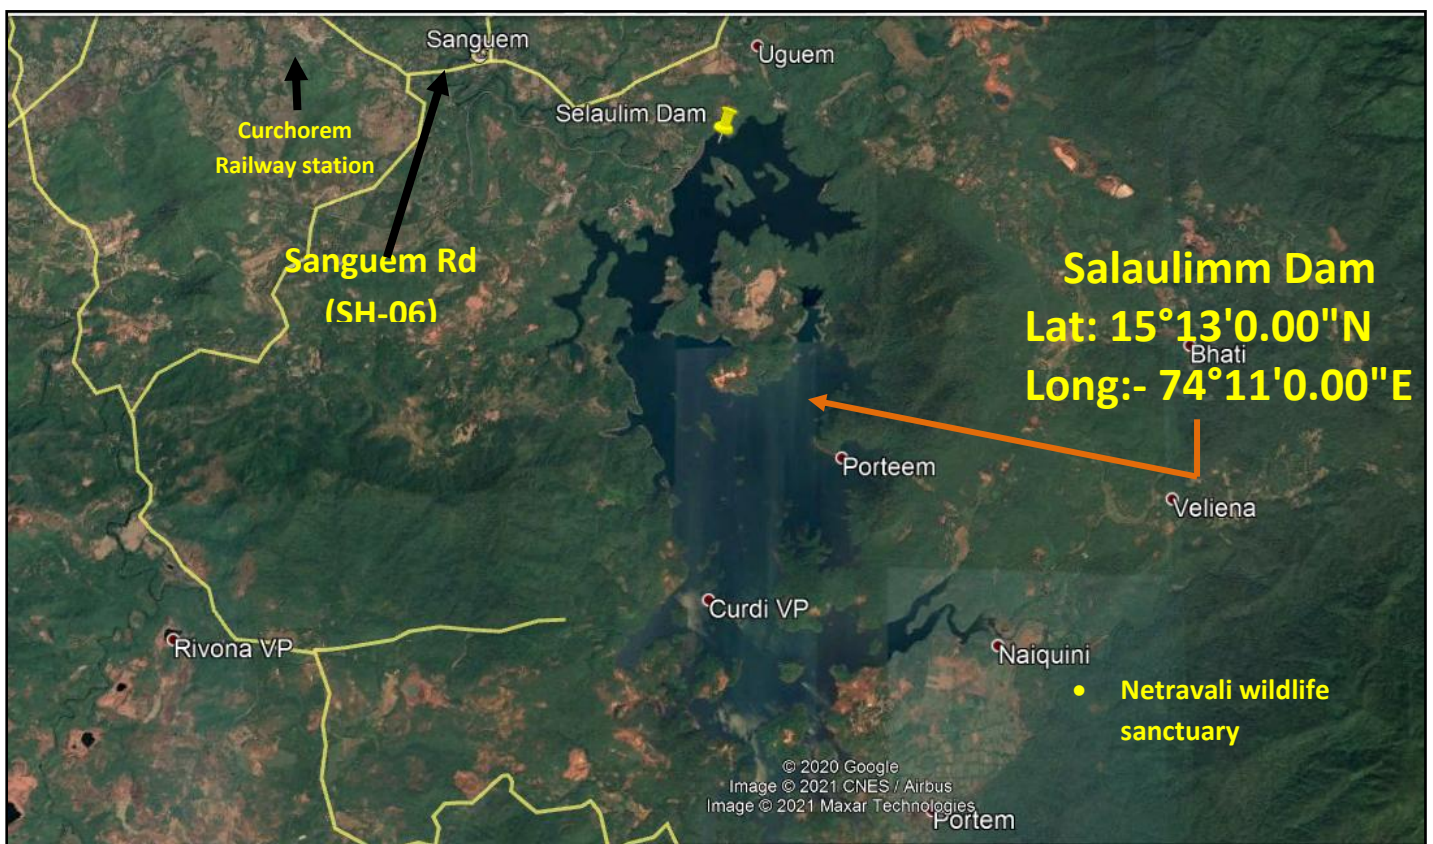 Sanguem
Uguem
Selaulim Dam
Curchorem
Railway station
Sanguem Rd
(SH-06)
Salaulimm Dam
Lat: 15°13'0.00"N
Long:- 74°11'0.00"E
Bhati
Porteem
Veliena
Curdi VP
Rivona VP
Naiquini
• Netravali wildlife
sanctuary
© 2020 Google
Image © 2021 CNES / Airbus
Image © 2021 Maxar Technologies
Portem